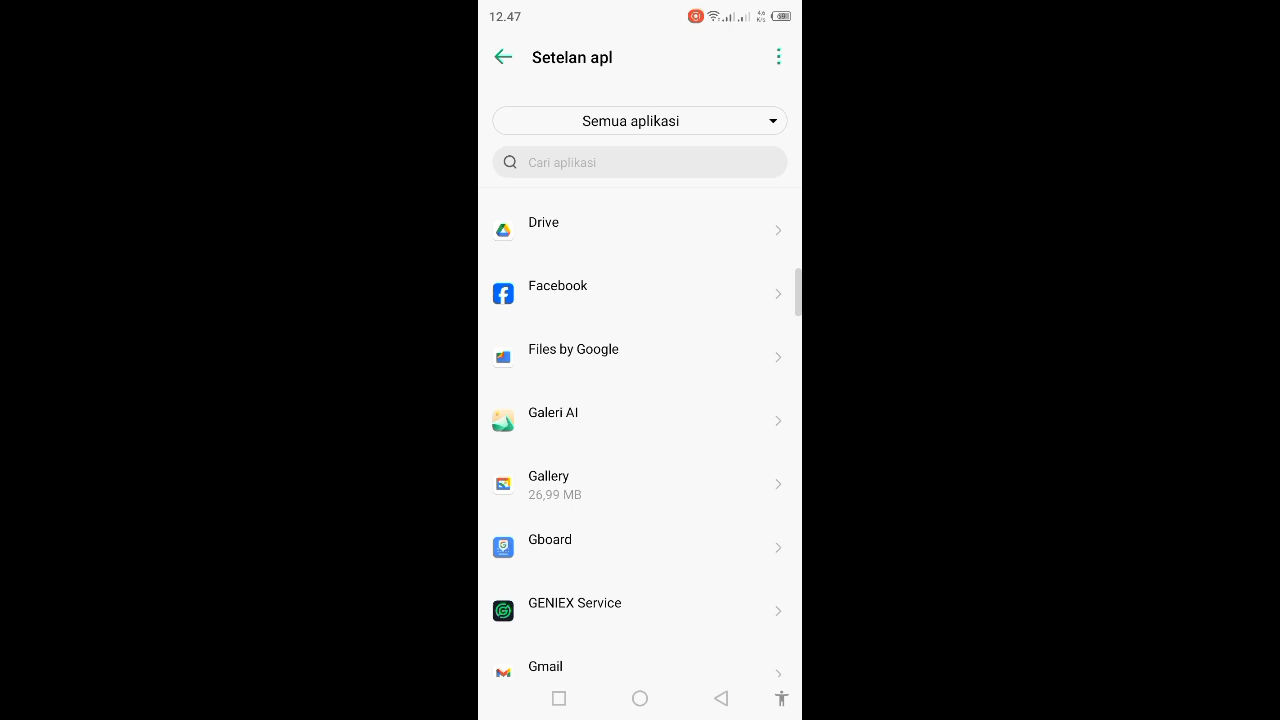 12.47
Setelan apl
Semua aplikasi
Cari aplikasi
Drive
Facebook
Files by Google
Galeri AI
Gallery
26,99 MB
Gboard
GENIEX Service
Gmail